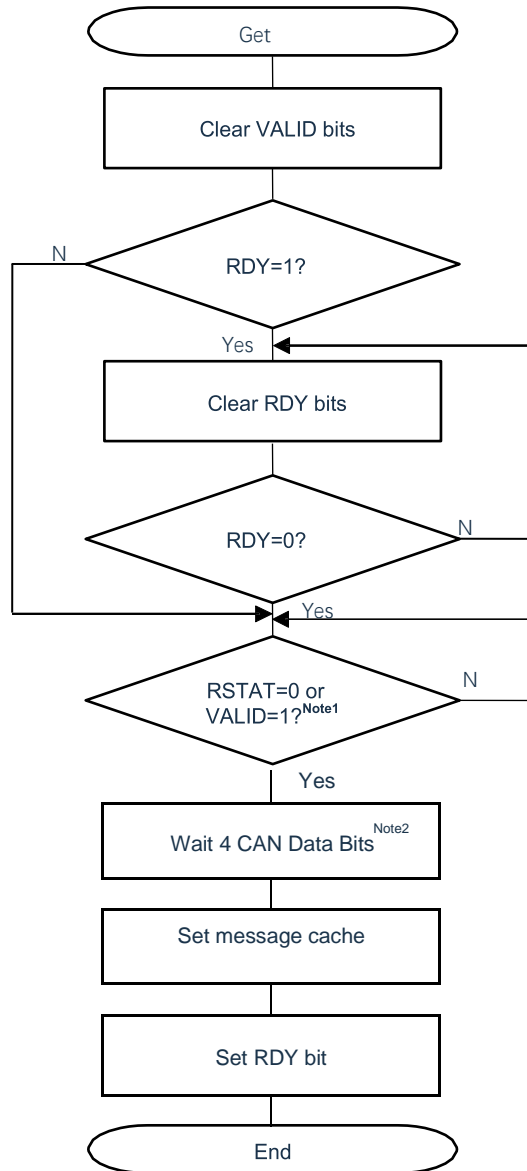 Get
Clear VALID bits
N
RDY=1?
Yes
Clear RDY bits
RDY=0?
N
Yes
RSTAT=0 or
VALID=1?Note1
N
Yes
Wait 4 CAN Data BitsNote2
Set message cache
Set RDY bit
End